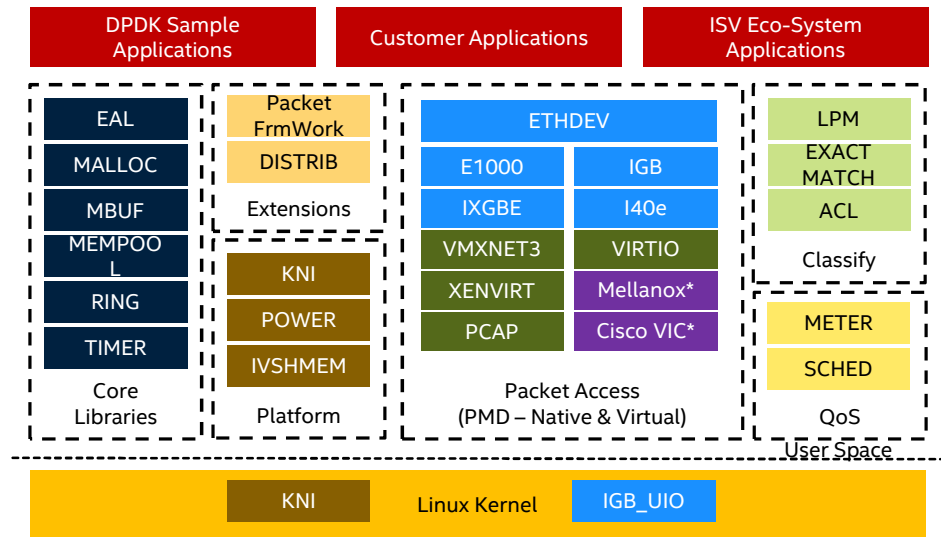 DPDK Sample
Applications
Customer Applications
ISV Eco-System
Applications
EAL
MALLOC
MBUF
MEMPOO
L
RING
TIMER
Core
Libraries
Packet
FrmWork
DISTRIB
Extensions
KNI
POWER
IVSHMEM
Platform
ETHDEV
E1000
IGB
IXGBE
I40e
VMXNET3
VIRTIO
XENVIRT
Mellanox*
PCAP
Cisco VIC*
Packet Access
(PMD – Native & Virtual)
LPM
EXACT
MATCH
ACL
Classify
METER
SCHED
QoS
User Space
KNI
Linux Kernel
IGB_UIO